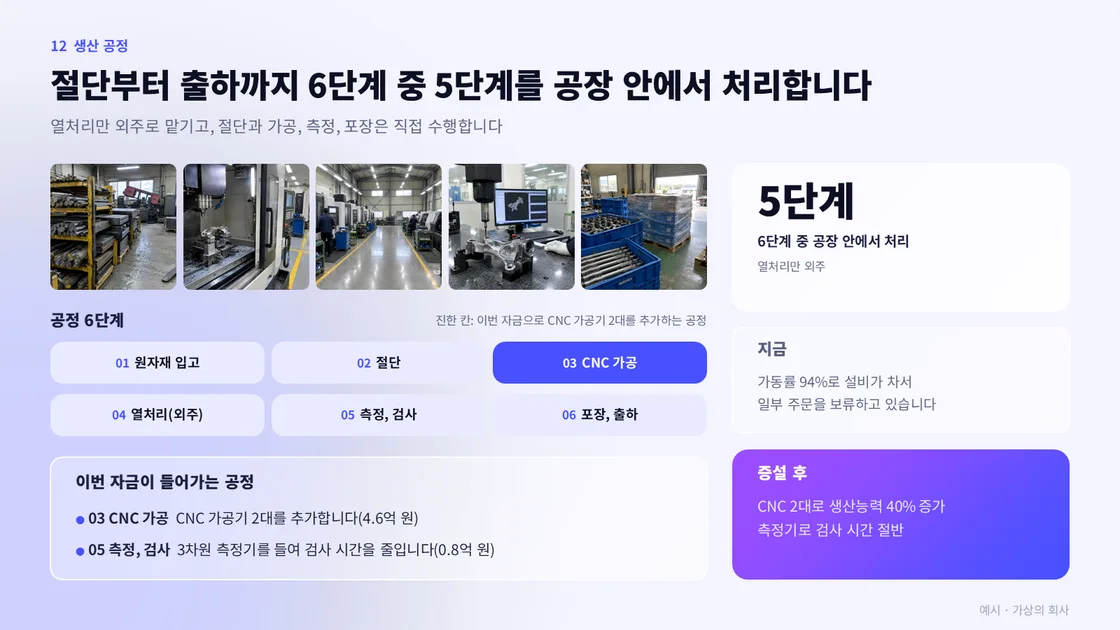 12 생산 공정
절단부터 출하까지 6단계 중 5단계를 공장 안에서 처리합니다
열처리만 외주로 맡기고, 절단과 가공, 측정, 포장은 직접 수행합니다
공정 6단계
진한 칸: 이번 자금으로 CNC 가공기 2대를 추가하는 공정
01 원자재 입고
02 절단
03 CNC 가공
04 열처리(외주)
05 측정, 검사
06 포장, 출하
이번 자금이 들어가는 공정
03 CNC 가공 CNC 가공기 2대를 추가합니다(4.6억 원)
05 측정, 검사 3차원 측정기를 들여 검사 시간을 줄입니다(0.8억 원)
5단계
6단계 중 공장 안에서 처리
열처리만 외주
지금
가동률 94%로 설비가 차서
일부 주문을 보류하고 있습니다
증설 후
CNC 2대로 생산능력 40% 증가
측정기로 검사 시간 절반
예시 · 가상의 회사